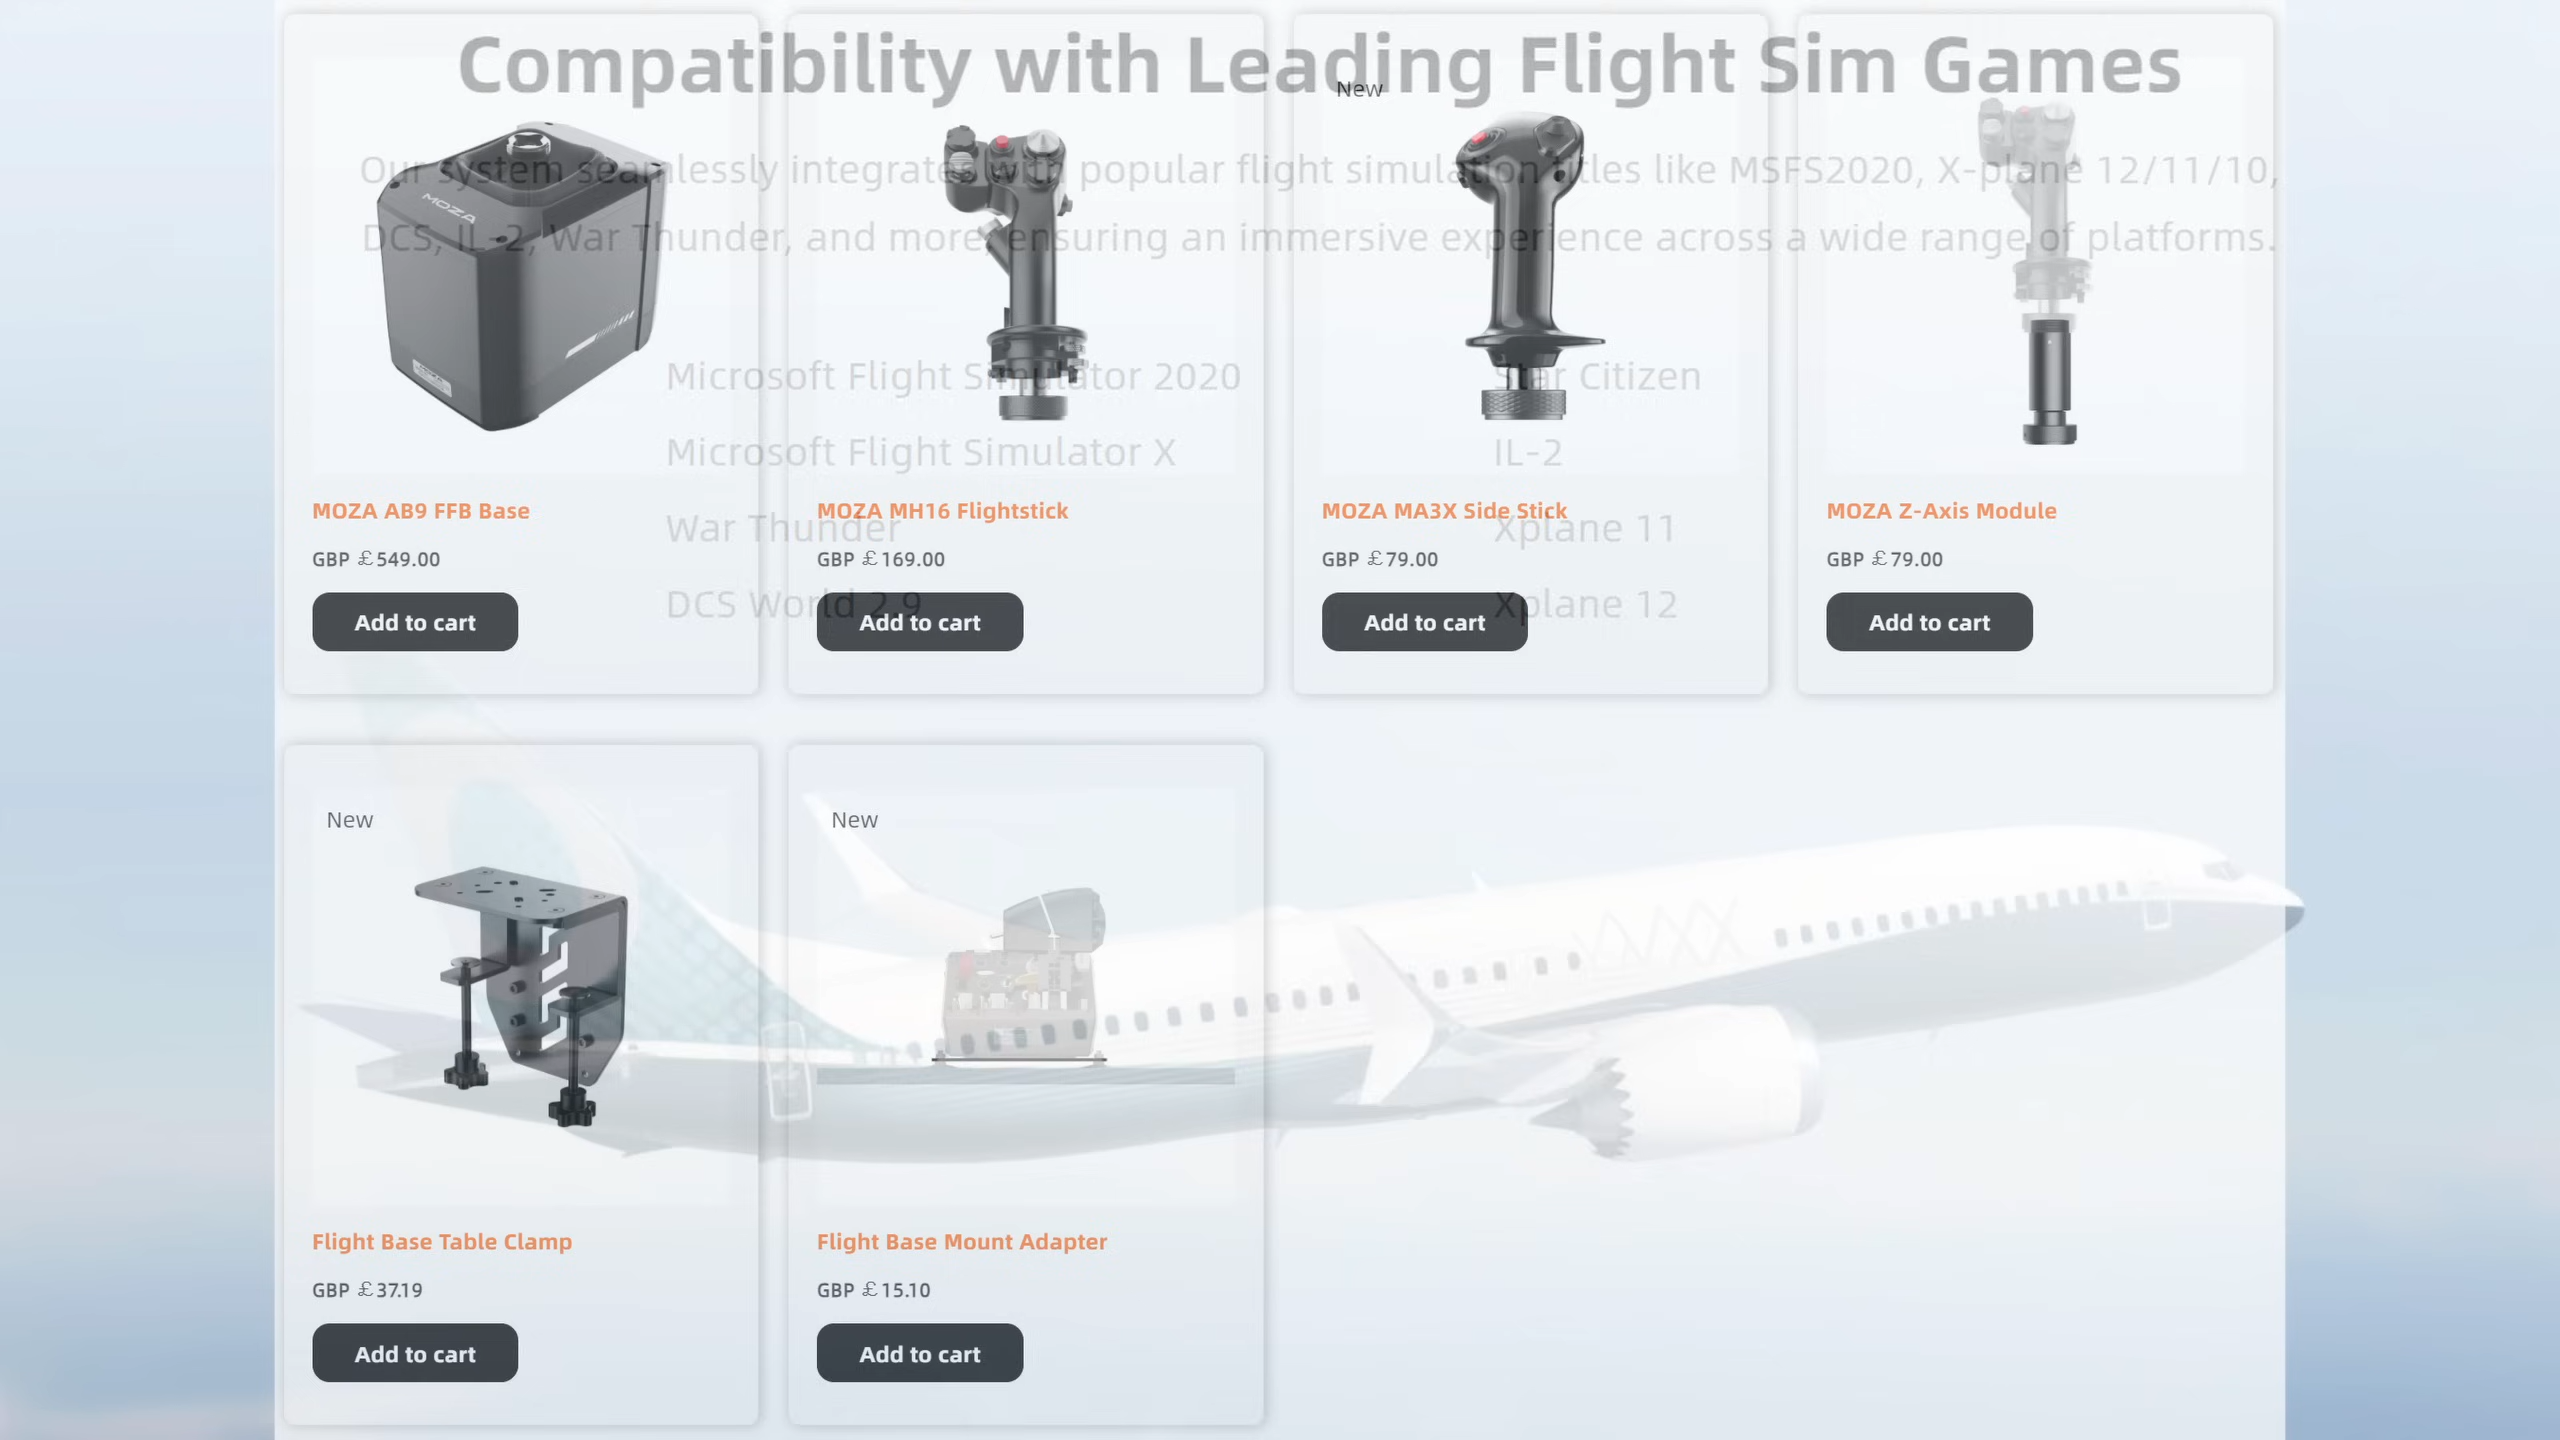 Compatibility with Leading Flight Sim Games
New
Our system seamlessly integrates with popular flight simulation titles like MSFS2020, X-plane 12/11/10,
DCS, IL-2, War Thunder, and more, ensuring an immersive experience across a wide range of platforms.
MOZA
Microsoft Flight Simulator 2020
Star Citizen
Microsoft Flight Simulator X
IL-2
War Thunder
Xplane 11
DCS World 2.9
Xplane 12
MOZA AB9 FFB Base
GBP £549.00
Add to cart
MOZA MH16 Flightstick
GBP £169.00
Add to cart
MOZA MA3X Side Stick
GBP £79.00
Add to cart
MOZA Z-Axis Module
GBP £79.00
Add to cart
New
Flight Base Table Clamp
GBP £37.19
Add to cart
New
Flight Base Mount Adapter
GBP £15.10
Add to cart